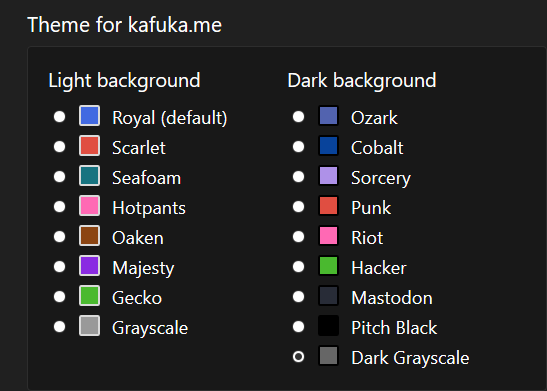 Theme for kafuka.me
Light background
Royal (default)
Scarlet
Seafoam
Hotpants
Oaken
Majesty
Gecko
Grayscale
Dark background
Ozark
Cobalt
Sorcery
Punk
Riot
Hacker
Mastodon
Pitch Black
Dark Grayscale